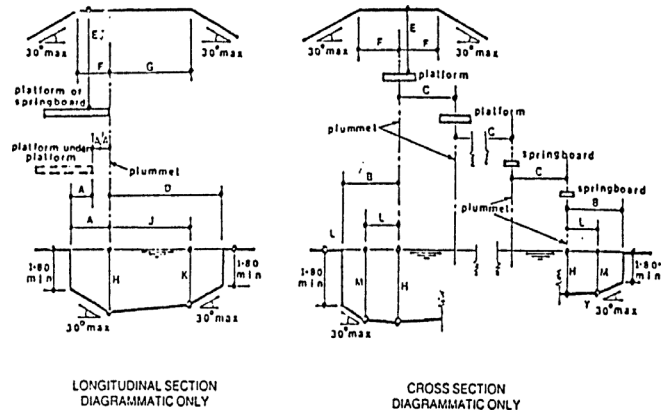 E
30° max
F
G
30° max
platform or
springboard
A/A
platform under
platform
plummet
A
D
A
J
1·80
min
H
K
1·80
min
30° max
30° max
LONGITUDINAL SECTION
DIAGRAMMATIC ONLY
30° max
E
F
F
30° max
platform
C
platform
plummet
C
springboard
C
B
springboard
B
plummet
L
L
L
1·80
min
M
H
H
M
1·80
min
30° max
Y
30° max
CROSS SECTION
DIAGRAMMATIC ONLY